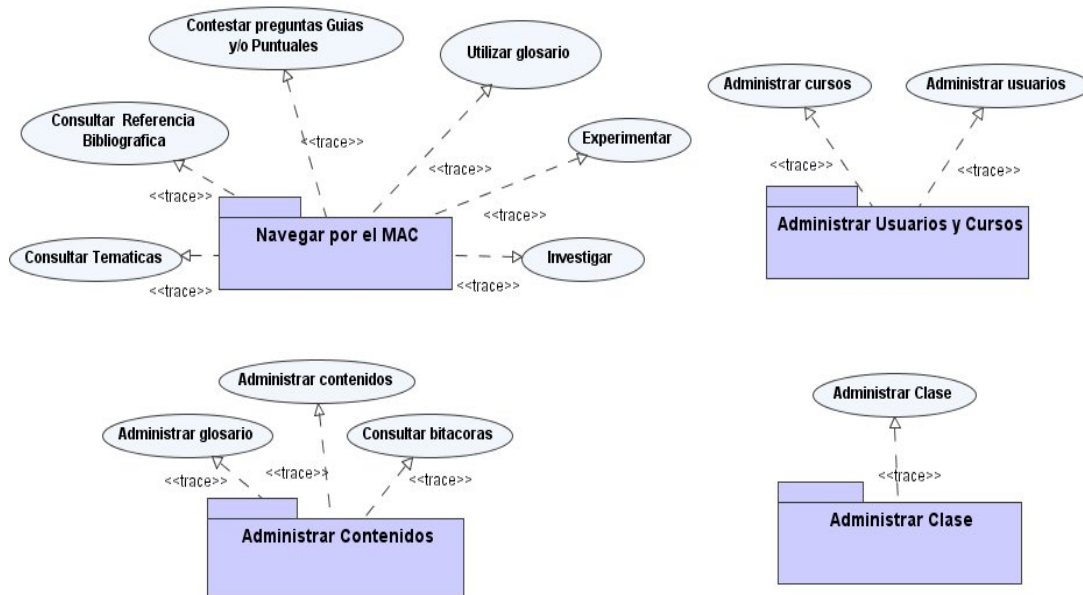 Contestar preguntas Guias
y/o Puntuales
Utilizar glosario
Administrar cursos
Administrar usuarios
Consultar Referencia
Bibliografica
Experimentar
<<trace>>
<<trace>>
<<trace>>
<<trace>>
<<trace>>
<<trace>>
Navegar por el MAC
Administrar Usuarios y Cursos
<<trace>>
Consultar Tematicas
Investigar
<<trace>>
<<trace>>
Administrar contenidos
Administrar Clase
Administrar glosario
Consultar bitacoras
<<trace>>
<<trace>>
<<trace>>
<<trace>>
Administrar Contenidos
Administrar Clase